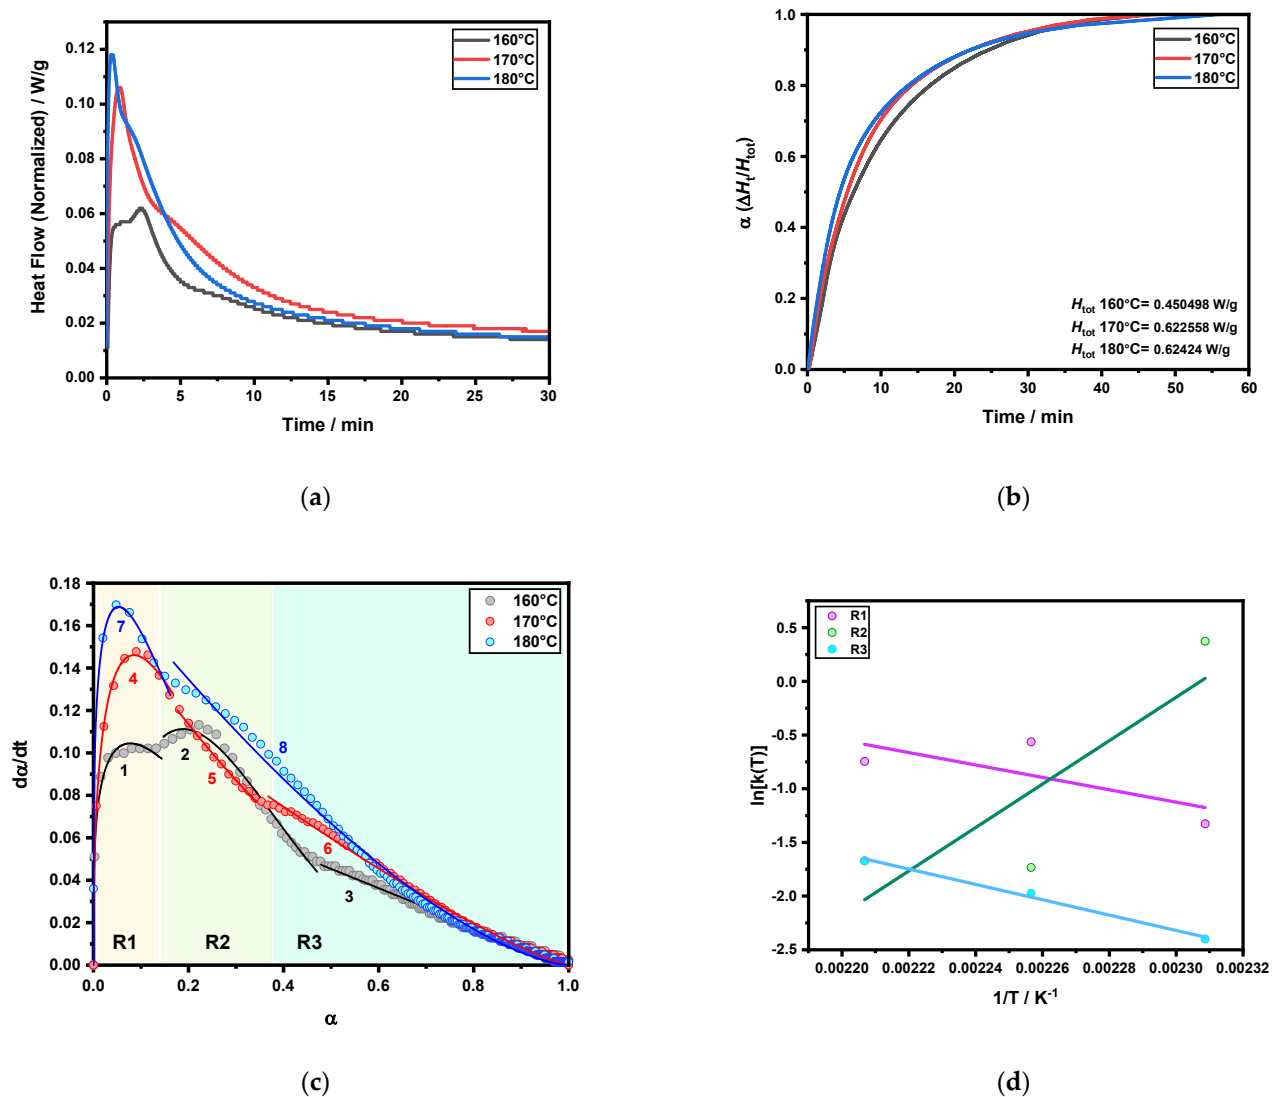 0.12
0.10
0.08
0.06
0.04
0.02
0.00
Heat Flow (Normalized) / W/g
160°C
170°C
180°C
0 5 10 15 20 25 30
Time / min
(a)
1.0
0.8
0.6
0.4
0.2
0.0
α (ΔHt/Htot)
160°C
170°C
180°C
Htot 160°C= 0.450498 W/g
Htot 170°C= 0.622558 W/g
Htot 180°C= 0.62424 W/g
0 10 20 30 40 50 60
Time / min
(b)
0.18
0.16
0.14
0.12
0.10
0.08
0.06
0.04
0.02
0.00
dα/dt
160°C
170°C
180°C
7
4
1
2
5
8
6
3
R1 R2 R3
0.0 0.2 0.4 0.6 0.8 1.0
α
(c)
0.5
0.0
-0.5
-1.0
-1.5
-2.0
-2.5
ln[k(T)]
R1
R2
R3
0.00220 0.00222 0.00224 0.00226 0.00228 0.00230 0.00232
1/T / K-1
(d)